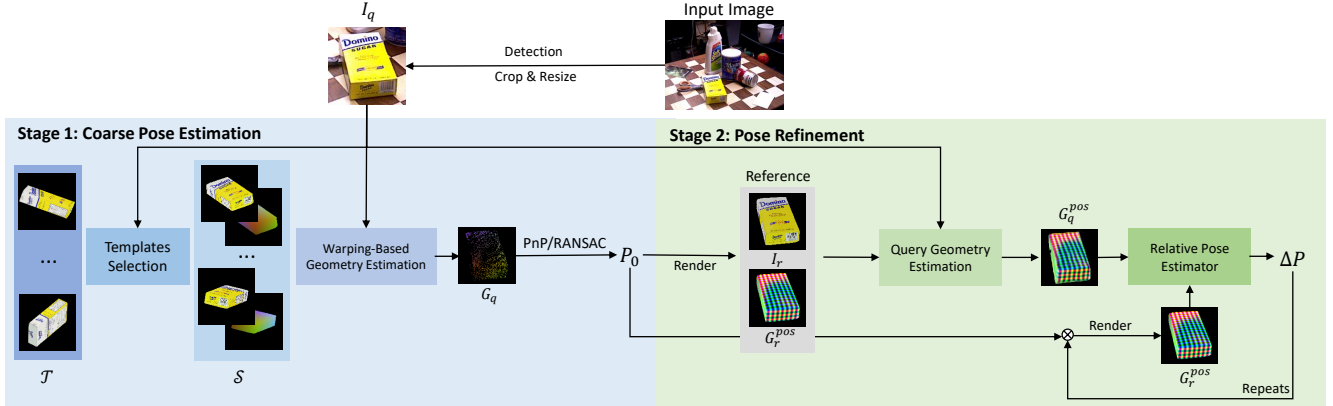 I_q
Input Image
Domino
SUGAR
Detection
Crop & Resize
Stage 1: Coarse Pose Estimation
Stage 2: Pose Refinement
...
𝒯
Templates
Selection
...
𝒮
Warping-Based
Geometry Estimation
G_q
PnP/RANSAC
P_0
Render
Reference
Domino
SUGAR
I_r
G_r^{pos}
Query Geometry
Estimation
G_q^{pos}
Relative Pose
Estimator
ΔP
⊗
Render
G_r^{pos}
Repeats